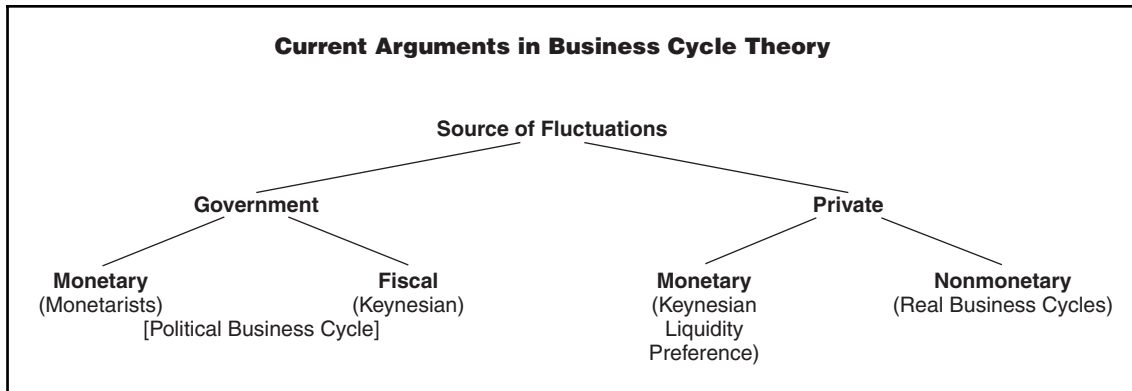 Current Arguments in Business Cycle Theory
Source of Fluctuations
Government
Private
Monetary
(Monetarists)
Fiscal
(Keynesian)
[Political Business Cycle]
Monetary
(Keynesian
Liquidity
Preference)
Nonmonetary
(Real Business Cycles)